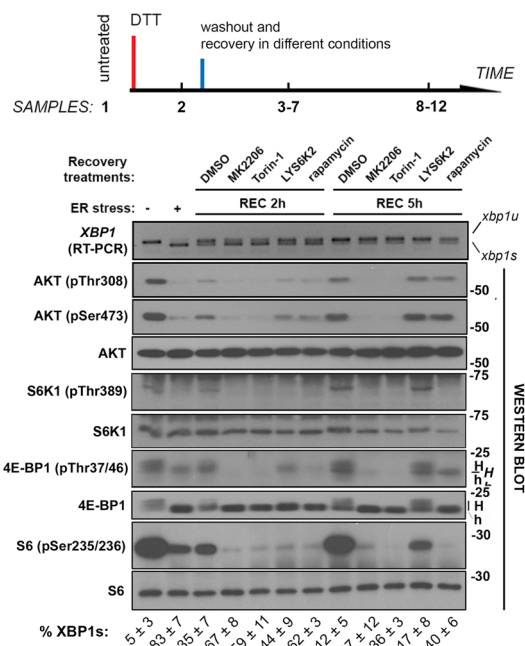 untreated
DTT
washout and
recovery in different conditions
TIME
SAMPLES: 1 2 3-7 8-12
Recovery
treatments:
DMSO MK2206 Torin-1 LYS6K2 rapamycin DMSO MK2206 Torin-1 LYS6K2 rapamycin
ER stress: - + REC 2h REC 5h
xbp1u
XBP1
(RT-PCR)
xbp1s
AKT (pThr308)
-50
AKT (pSer473)
-50
AKT
-50
S6K1 (pThr389)
-75
S6K1
-75
4E-BP1 (pThr37/46)
-25
H
h
H
4E-BP1
-25
H
h
S6 (pSer235/236)
-30
S6
-30
WESTERN BLOT
% XBP1s: 5 ± 3 83 ± 7 35 ± 7 67 ± 8 ± 11 44 ± 9 62 ± 3 12 ± 5 ± 12 36 ± 3 17 ± 8 40 ± 6